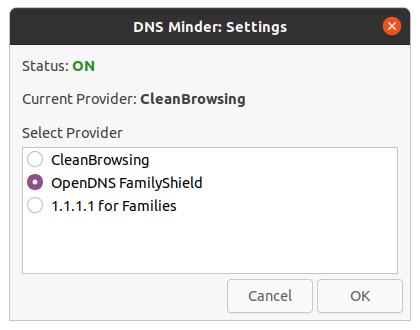 DNS Minder: Settings
Status: ON
Current Provider: CleanBrowsing
Select Provider
CleanBrowsing
OpenDNS FamilyShield
1.1.1.1 for Families
Cancel OK